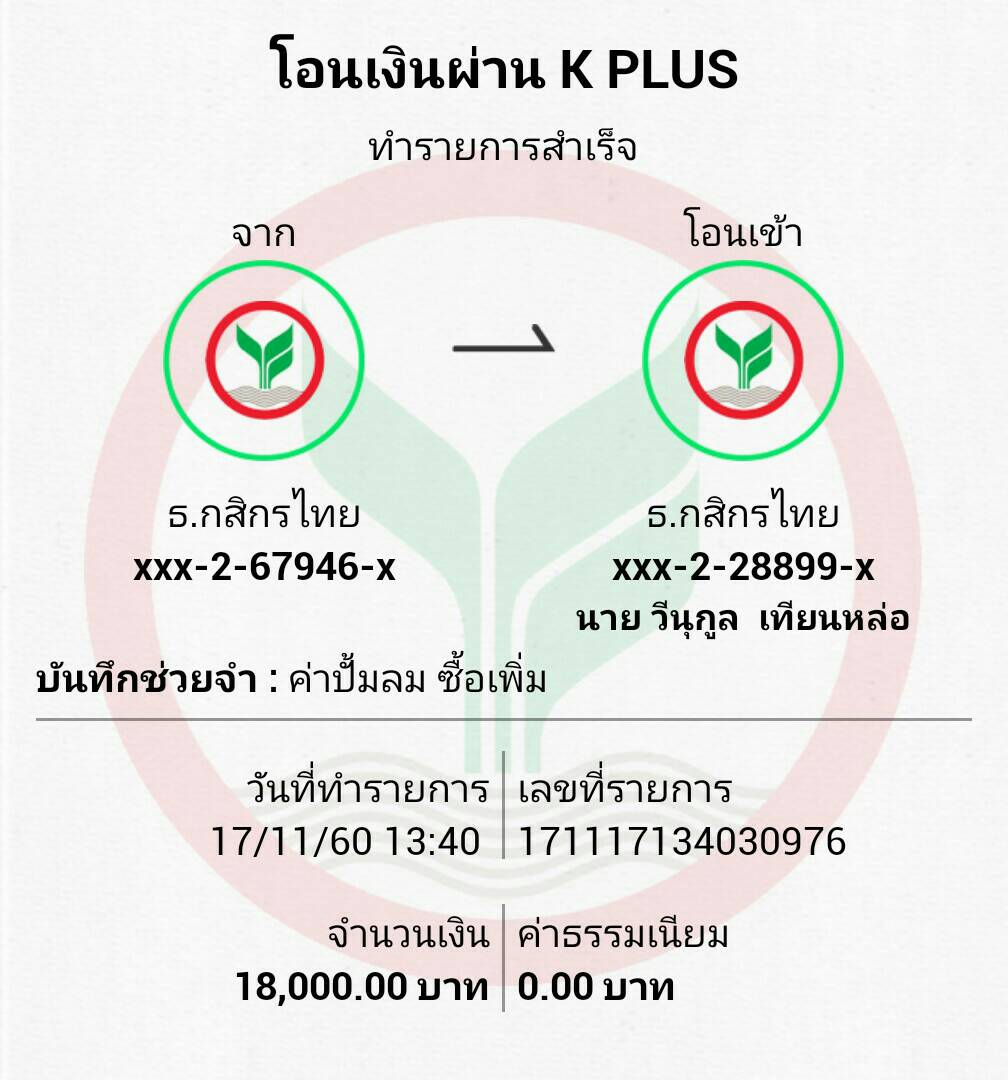 โอนเงินผ่าน K PLUS
ทำรายการสำเร็จ
จาก
โอนเข้า
ธ.กสิกรไทย
xxx-2-67946-x
ธ.กสิกรไทย
xxx-2-28899-x
นาย วีนุกูล เทียนหล่อ
บันทึกช่วยจำ : ค่าปั้มลม ซื้อเพิ่ม
วันที่ทำรายการ
17/11/60 13:40
เลขที่รายการ
171117134030976
จำนวนเงิน
18,000.00 บาท
ค่าธรรมเนียม
0.00 บาท